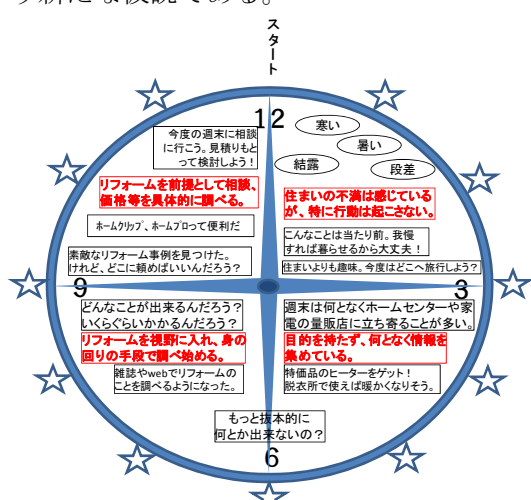 り新たな仮説である。
スタート
12
寒い
暑い
結露
段差
住まいの不満は感じている
が、特に行動は起こさない。
こんなことは当たり前。我慢
すれば暮らせるから大丈夫!
住まいよりも趣味。今度はどこへ旅行しよう?
3
週末は何となくホームセンターや家
電の量販店に立ち寄ることが多い。
目的を持たず、何となく情報を
集めている。
特価品のヒーターをゲット!
脱衣所で使えば暖かくなりそう。
もっと抜本的に
何とか出来ないの?
6
どんなことが出来るんだろう?
いくらぐらいかかるんだろう?
リフォームを視野に入れ、身の
回りの手段で調べ始める。
雑誌やwebでリフォームの
ことを調べるようになった。
9
素敵なリフォーム事例を見つけた。
けれど、どこに頼めばいいんだろう?
ホームクリップ、ホームプロって便利だ
リフォームを前提として相談、
価格等を具体的に調べる。
今度の週末に相談
に行こう。見積りもと
って検討しよう!